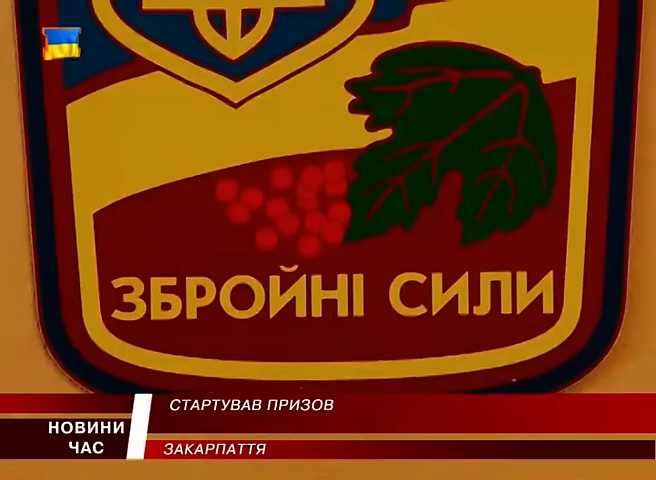 ЗБРОЙНІ СИЛИ
СТАРТУВАВ ПРИЗОВ
НОВИНИ
ЧАС
ЗАКАРПАТТЯ